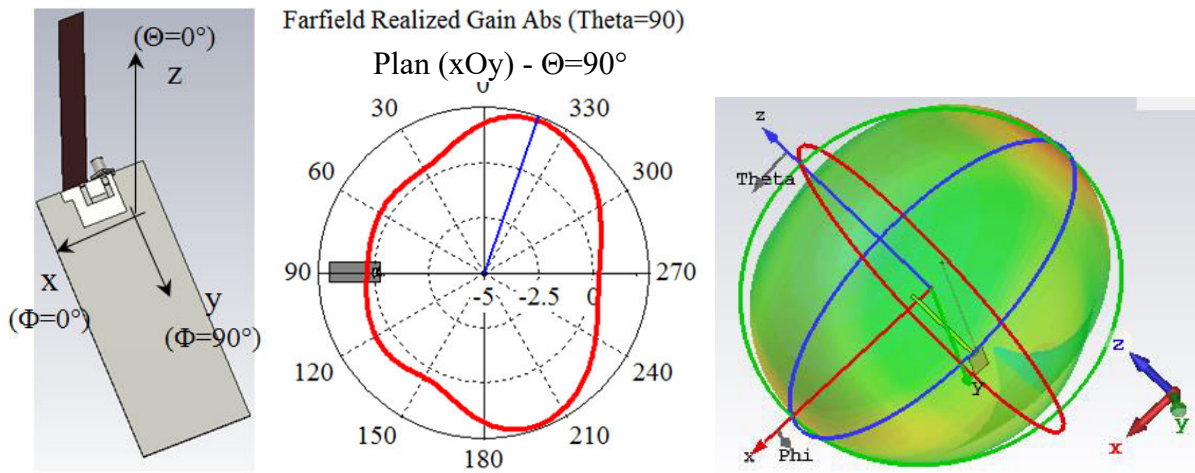 (Θ=0°)
z
x
(Φ=0°)
y
(Φ=90°)
Farfield Realized Gain Abs (Theta=90)
Plan (xOy) - Θ=90°
0
30
330
60
300
90
270
-5
-2.5
0
120
240
150
210
180
z
Theta
y
x
Phi
z
x
y